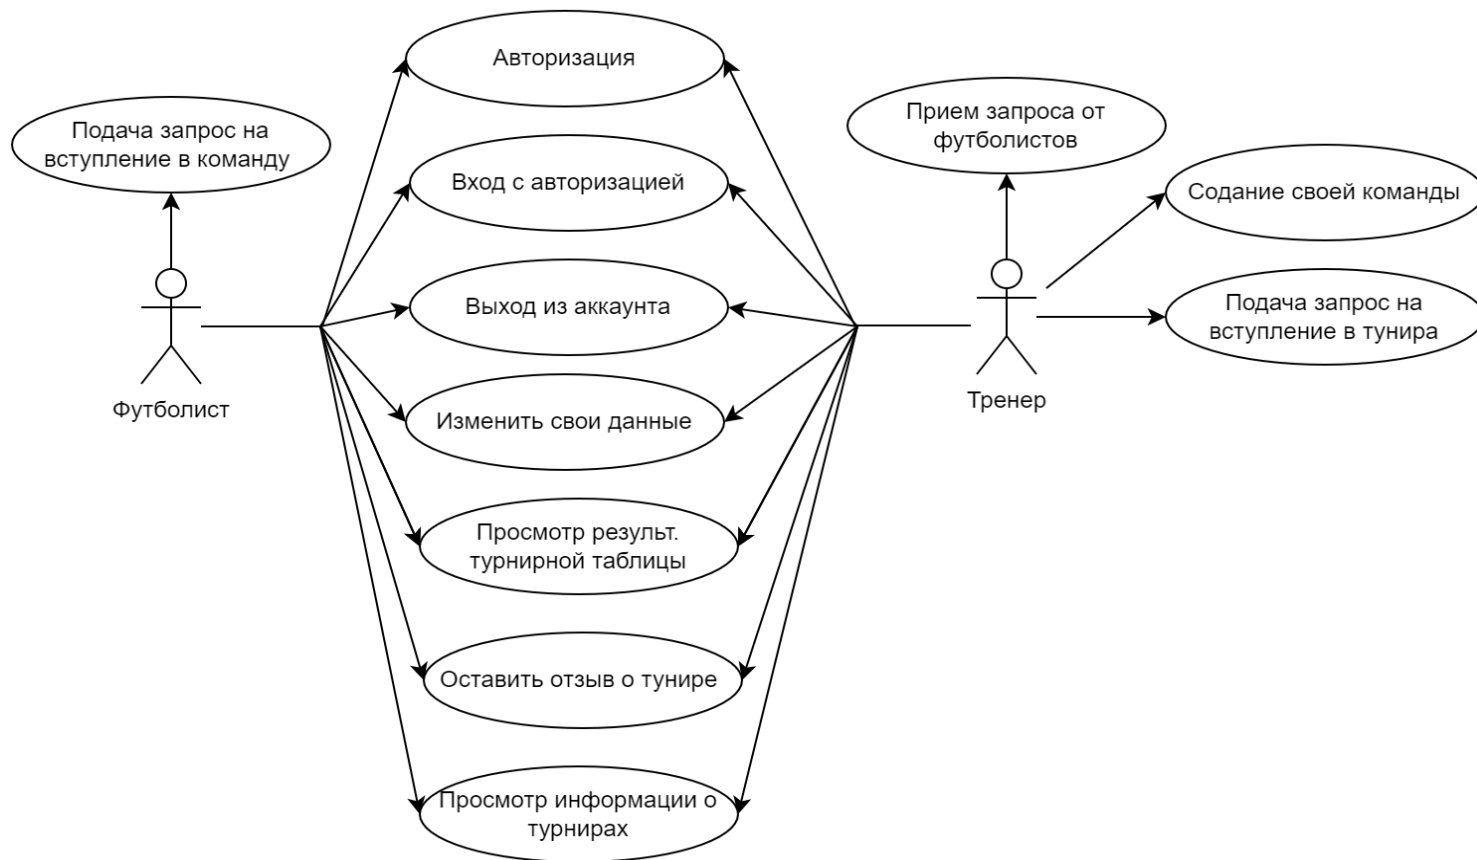 Авторизация
Подача запрос на
вступление в команду
Прием запроса от
футболистов
Вход с авторизацией
Содание своей команды
Выход из аккаунта
Подача запрос на
вступление в тунира
Футболист
Тренер
Изменить свои данные
Просмотр результ.
турнирной таблицы
Оставить отзыв о тунире
Просмотр информации о
турнирах